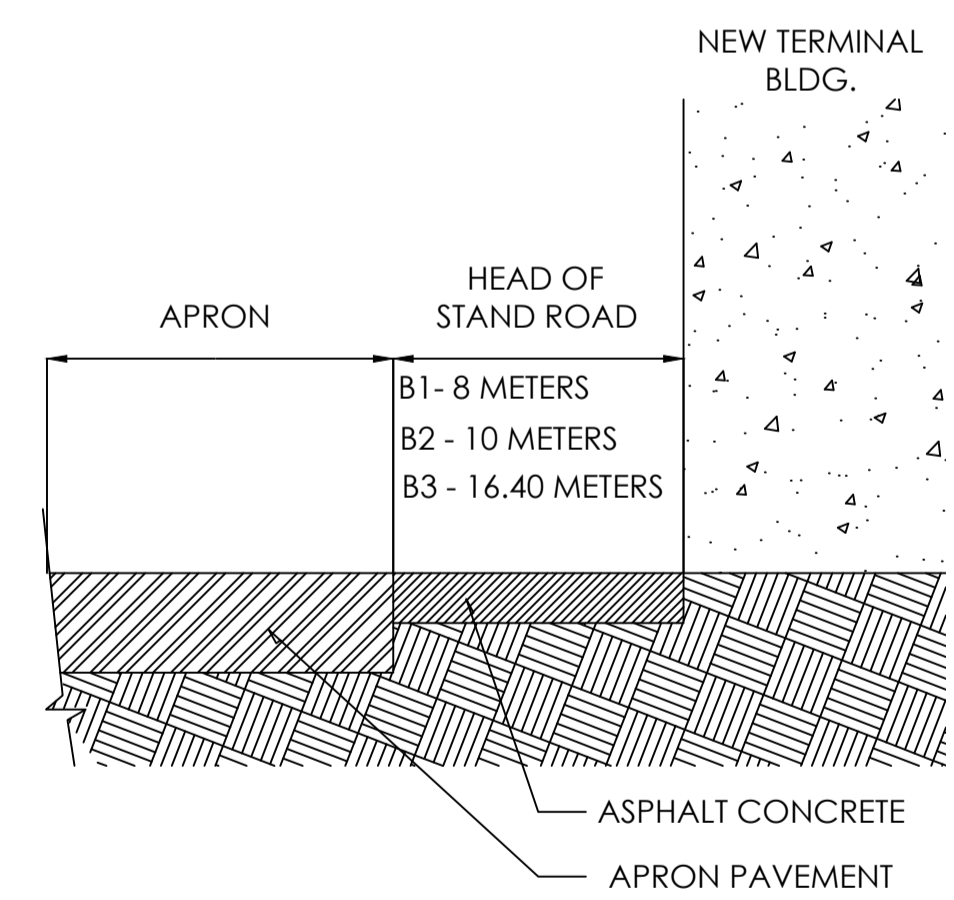 NEW TERMINAL
BLDG.
HEAD OF
STAND ROAD
APRON
B1- 8 METERS
B2 - 10 METERS
B3 - 16.40 METERS
ASPHALT CONCRETE
APRON PAVEMENT